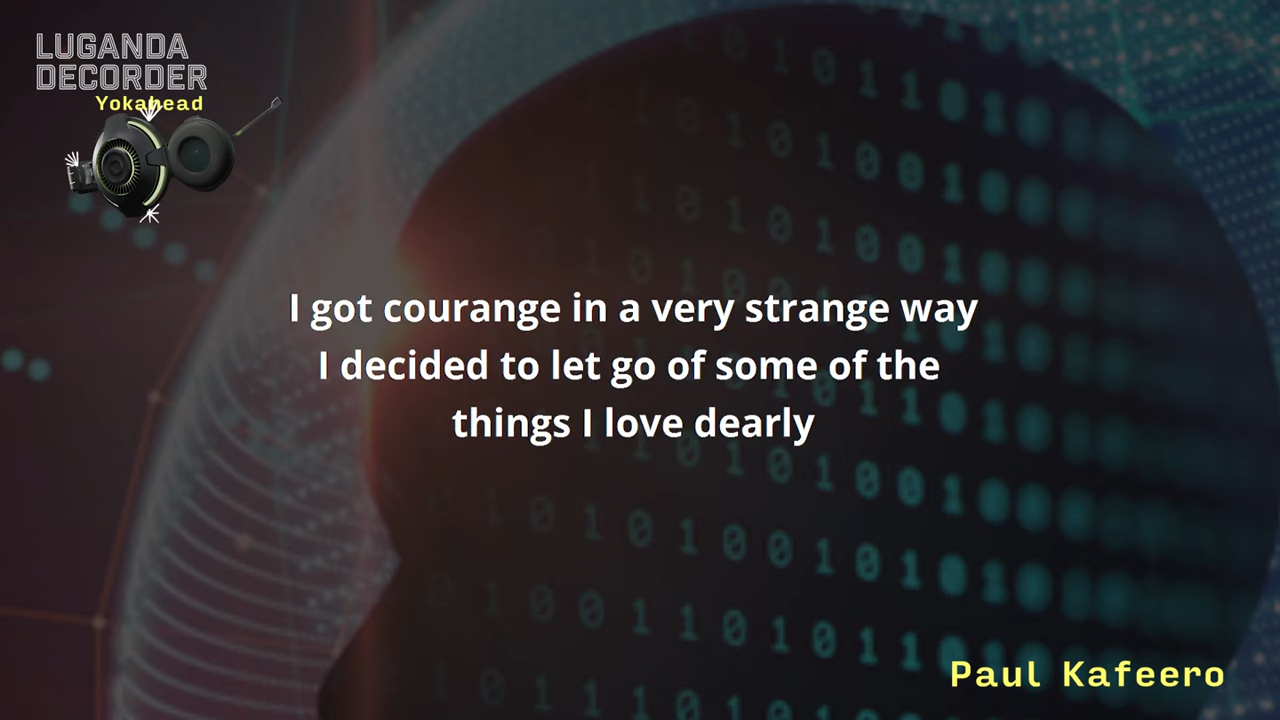 LUGANDA
DECORDER
Yokahead
I got courange in a very strange way
I decided to let go of some of the
things I love dearly
Paul Kafeero